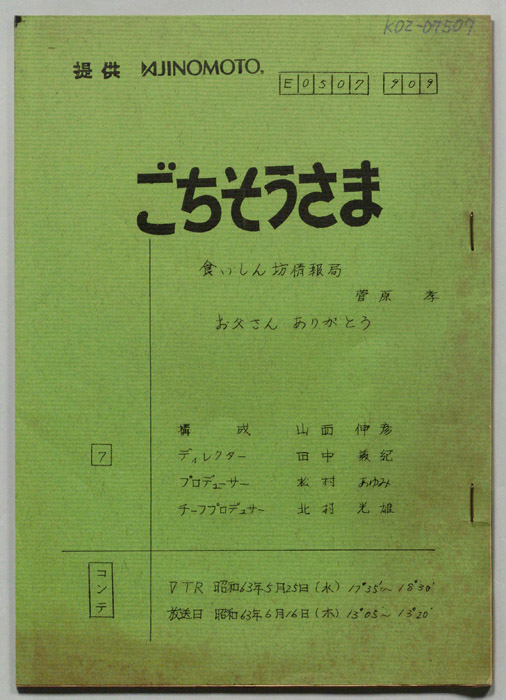 K02-07507
提供 AJINOMOTO®
E0507 909
ごちそうさま
食いしん坊情報局
菅原 孝
お父さん ありがとう
構成 山西 伸彦
7
ディレクター 田中 義紀
プロデューサー 松村 あゆみ
チーフプロデュサー 北村 光雄
コンテ
VTR 昭和63年5月25日(水) 17°35'~18°30'
放送日 昭和63年6月16日(木) 13°05'~13°20'